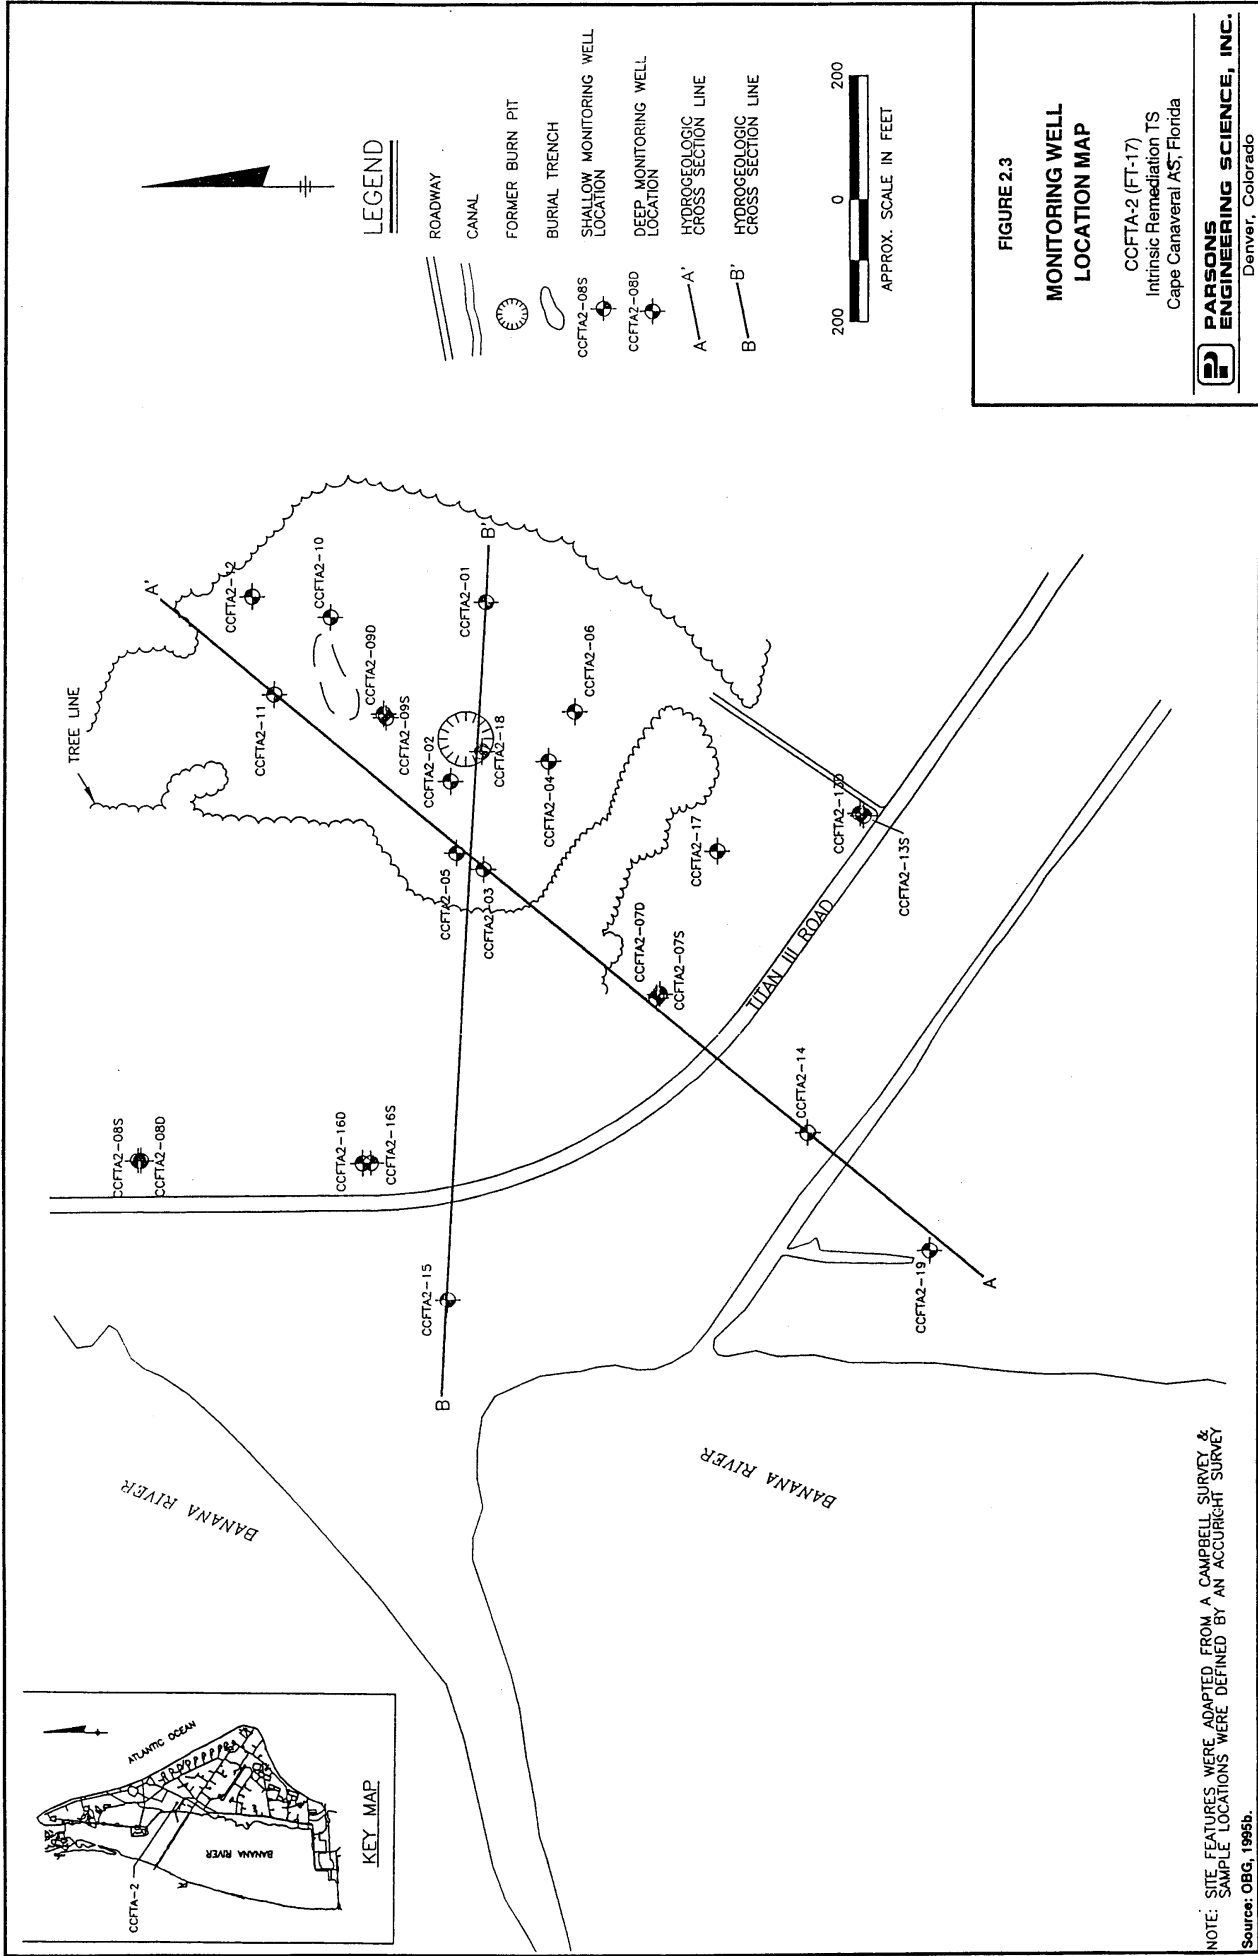 KEY MAP
CCFTA-2
ATLANTIC OCEAN
BANANA RIVER
BANANA RIVER
BANANA RIVER
TREE LINE
A'
CCFTA2-12
CCFTA2-10
CCFTA2-11
CCFTA2-09D
CCFTA2-09S
CCFTA2-02
CCFTA2-18
CCFTA2-01
B'
CCFTA2-06
CCFTA2-04
CCFTA2-05
CCFTA2-03
CCFTA2-17
CCFTA2-13D
CCFTA2-13S
CCFTA2-07D
CCFTA2-07S
TITAN III ROAD
CCFTA2-08S
CCFTA2-08D
CCFTA2-16D
CCFTA2-16S
CCFTA2-15
B
CCFTA2-14
CCFTA2-19
A
LEGEND
ROADWAY
CANAL
FORMER BURN PIT
BURIAL TRENCH
CCFTA2-08S
SHALLOW MONITORING WELL
LOCATION
CCFTA2-08D
DEEP MONITORING WELL
LOCATION
A A'
HYDROGEOLOGIC
CROSS SECTION LINE
B B'
HYDROGEOLOGIC
CROSS SECTION LINE
200 0 200
APPROX. SCALE IN FEET
NOTE: SITE FEATURES WERE ADAPTED FROM A CAMPBELL SURVEY &
SAMPLE LOCATIONS WERE DEFINED BY AN ACCURIGHT SURVEY
Source: OBG, 1995b.
FIGURE 2.3
MONITORING WELL
LOCATION MAP
CCFTA-2 (FT-17)
Intrinsic Remediation TS
Cape Canaveral AS, Florida
PARSONS
ENGINEERING SCIENCE, INC.
Denver, Colorado